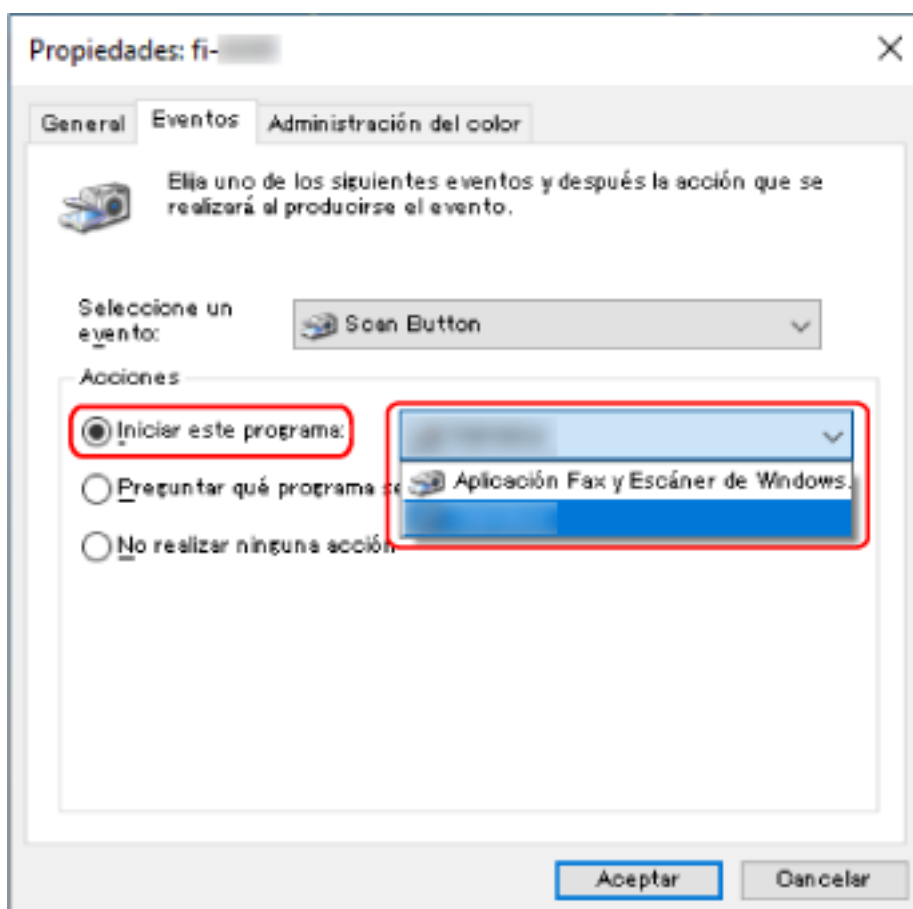 Propiedades: fi-
General
Eventos
Administración del color
Elija uno de los siguientes eventos y después la acción que se
realizará al producirse el evento.
Seleccione un
evento:
Scan Button
Acciones
Iniciar este programa:
Preguntar qué programa se
Aplicación Fax y Escáner de Windows.
No realizar ninguna acción
Aceptar
Cancelar